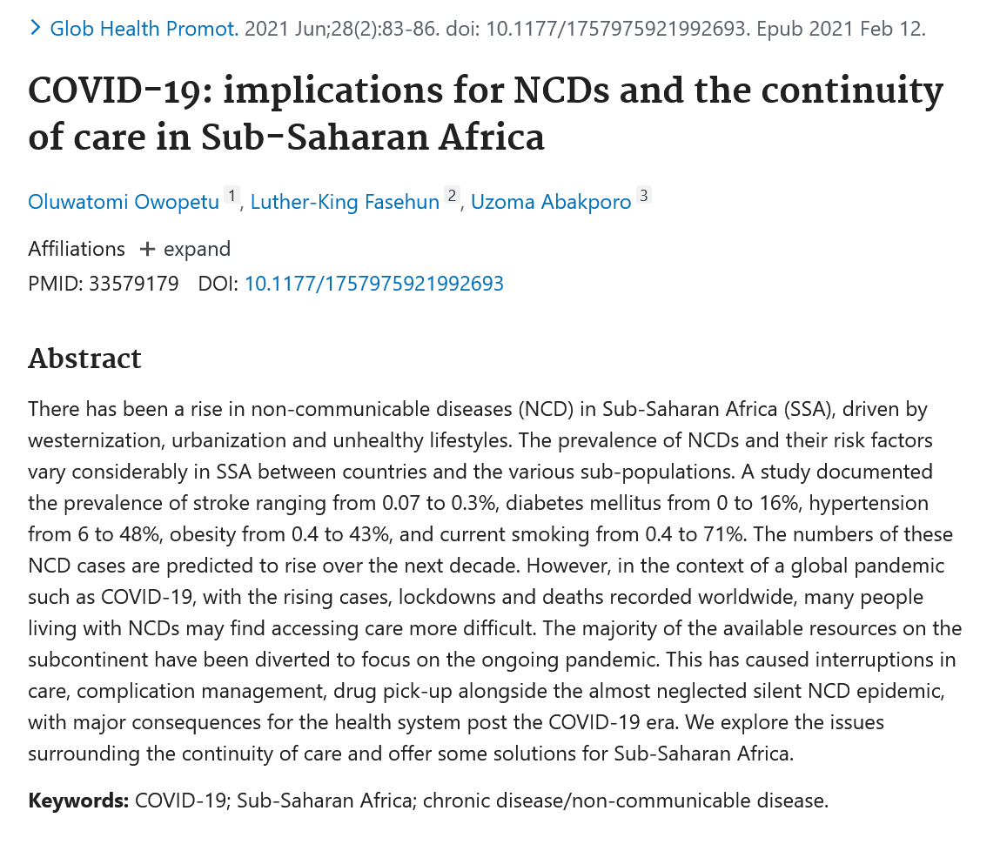 Glob Health Promot. 2021 Jun;28(2):83-86. doi: 10.1177/1757975921992693. Epub 2021 Feb 12.
COVID-19: implications for NCDs and the continuity
of care in Sub-Saharan Africa
Oluwatomi Owopetu 1, Luther-King Fasehun 2, Uzoma Abakporo 3
Affiliations + expand
PMID: 33579179 DOI: 10.1177/1757975921992693
Abstract
There has been a rise in non-communicable diseases (NCD) in Sub-Saharan Africa (SSA), driven by
westernization, urbanization and unhealthy lifestyles. The prevalence of NCDs and their risk factors
vary considerably in SSA between countries and the various sub-populations. A study documented
the prevalence of stroke ranging from 0.07 to 0.3%, diabetes mellitus from 0 to 16%, hypertension
from 6 to 48%, obesity from 0.4 to 43%, and current smoking from 0.4 to 71%. The numbers of these
NCD cases are predicted to rise over the next decade. However, in the context of a global pandemic
such as COVID-19, with the rising cases, lockdowns and deaths recorded worldwide, many people
living with NCDs may find accessing care more difficult. The majority of the available resources on the
subcontinent have been diverted to focus on the ongoing pandemic. This has caused interruptions in
care, complication management, drug pick-up alongside the almost neglected silent NCD epidemic,
with major consequences for the health system post the COVID-19 era. We explore the issues
surrounding the continuity of care and offer some solutions for Sub-Saharan Africa.
Keywords: COVID-19; Sub-Saharan Africa; chronic disease/non-communicable disease.